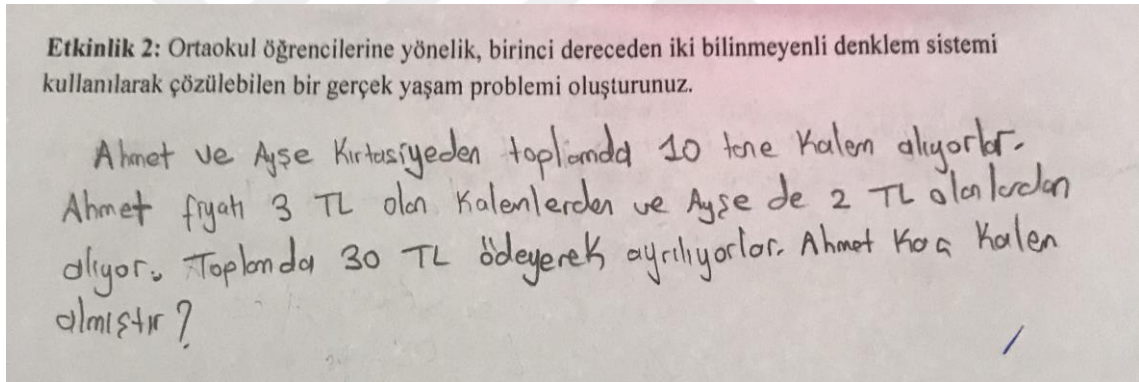 Etkinlik 2: Ortaokul öğrencilerine yönelik, birinci dereceden iki bilinmeyenli denklem sistemi
kullanılarak çözülebilen bir gerçek yaşam problemi oluşturunuz.
Ahmet ve Ayşe Kırtasiyeden toplamda 10 tane Kalem alıyorlar.
Ahmet fiyatı 3 TL olan Kalemlerden ve Ayşe de 2 TL olanlardan
alıyor. Toplamda 30 TL ödeyerek ayrılıyorlar. Ahmet Kaç Kalem
almıştır?